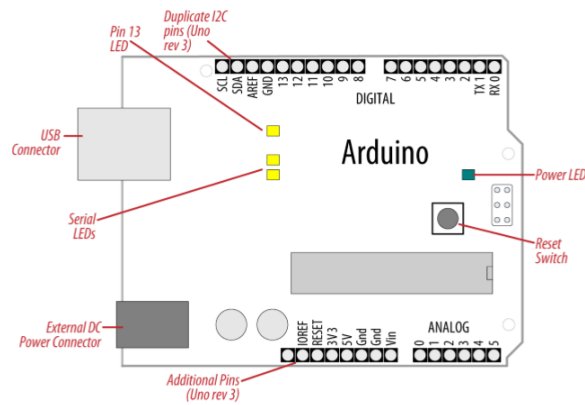 Pin 13
LED
Duplicate I2C
pins (Uno
rev 3)
SCL
SDA
AREF
GND
13
12
11
10
9
8
7
6
5
4
3
2
TX 1
RX 0
DIGITAL
USB
Connector
Arduino
Power LED
Serial
LEDs
Reset
Switch
External DC
Power Connector
IOREF
RESET
3V3
5V
Gnd
Gnd
Vin
ANALOG
0
1
2
3
4
5
Additional Pins
(Uno rev 3)